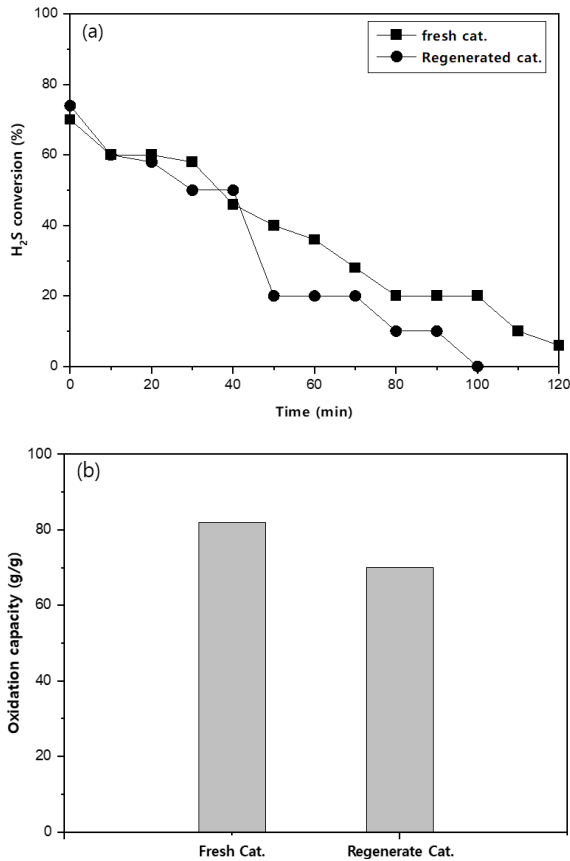 (a)
fresh cat.
Regenerated cat.
H₂S conversion (%)
100
80
60
40
20
0
0 20 40 60 80 100 120
Time (min)
(b)
Oxidation capacity (g/g)
100
80
60
40
20
0
Fresh Cat. Regenerate Cat.